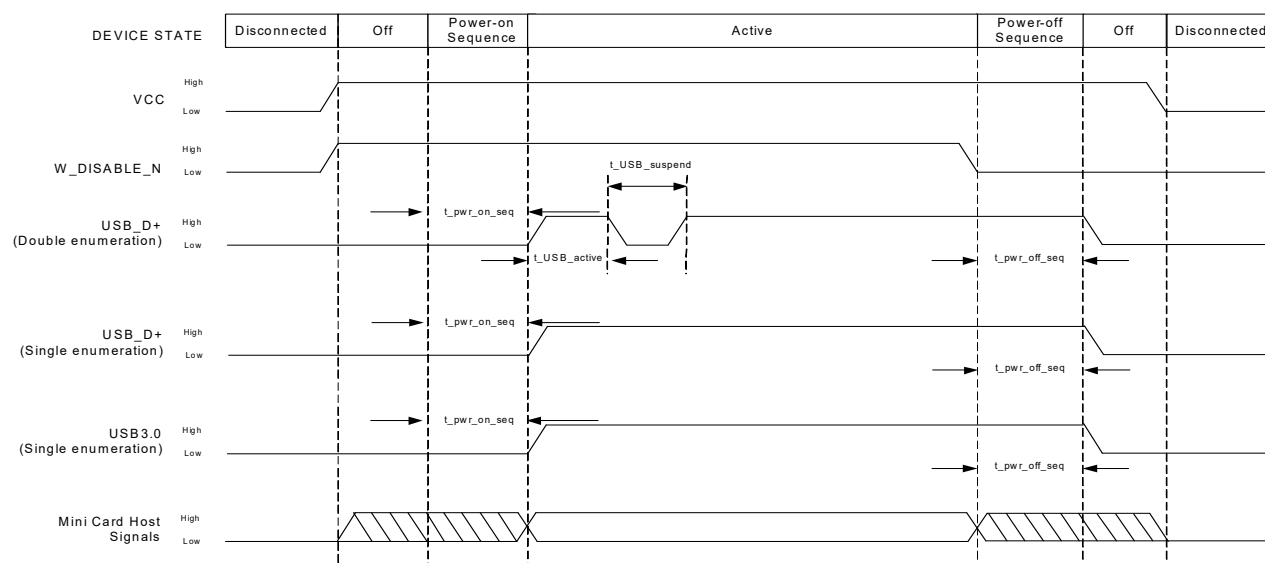 DEVICE STATE Disconnected Off Power-on Sequence Active Power-off Sequence Off Disconnected
High
VCC
Low
High
W_DISABLE_N
Low
t_USB_suspend
USB_D+ High t_pwr_on_seq
(Double enumeration) Low
t_USB_active t_pwr_off_seq
t_pwr_on_seq
USB_D+ High
(Single enumeration) Low
t_pwr_off_seq
t_pwr_on_seq
USB3.0 High
(Single enumeration) Low
t_pwr_off_seq
Mini Card Host High
Signals Low